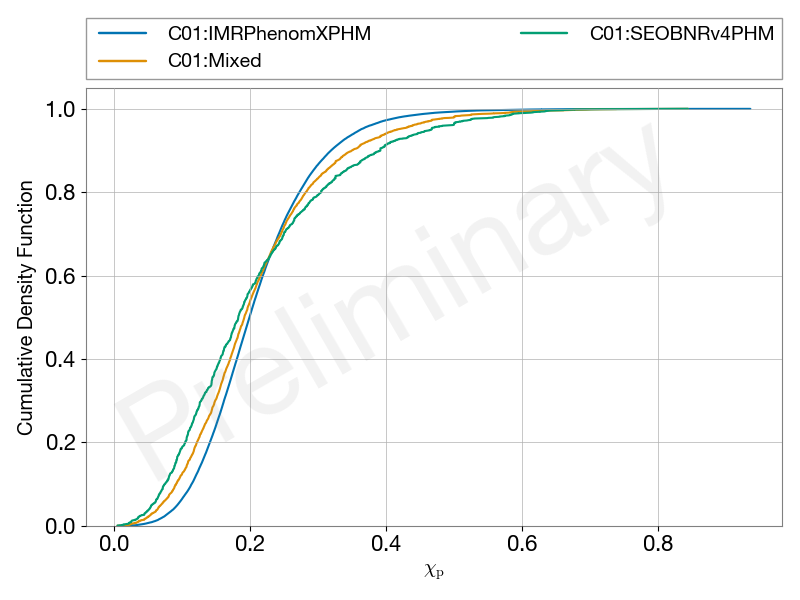 C01:IMRPhenomXPHM
C01:Mixed
C01:SEOBNRv4PHM
1.0
0.8
0.6
0.4
0.2
0.0
Cumulative Density Function
Preliminary
0.0 0.2 0.4 0.6 0.8
χp